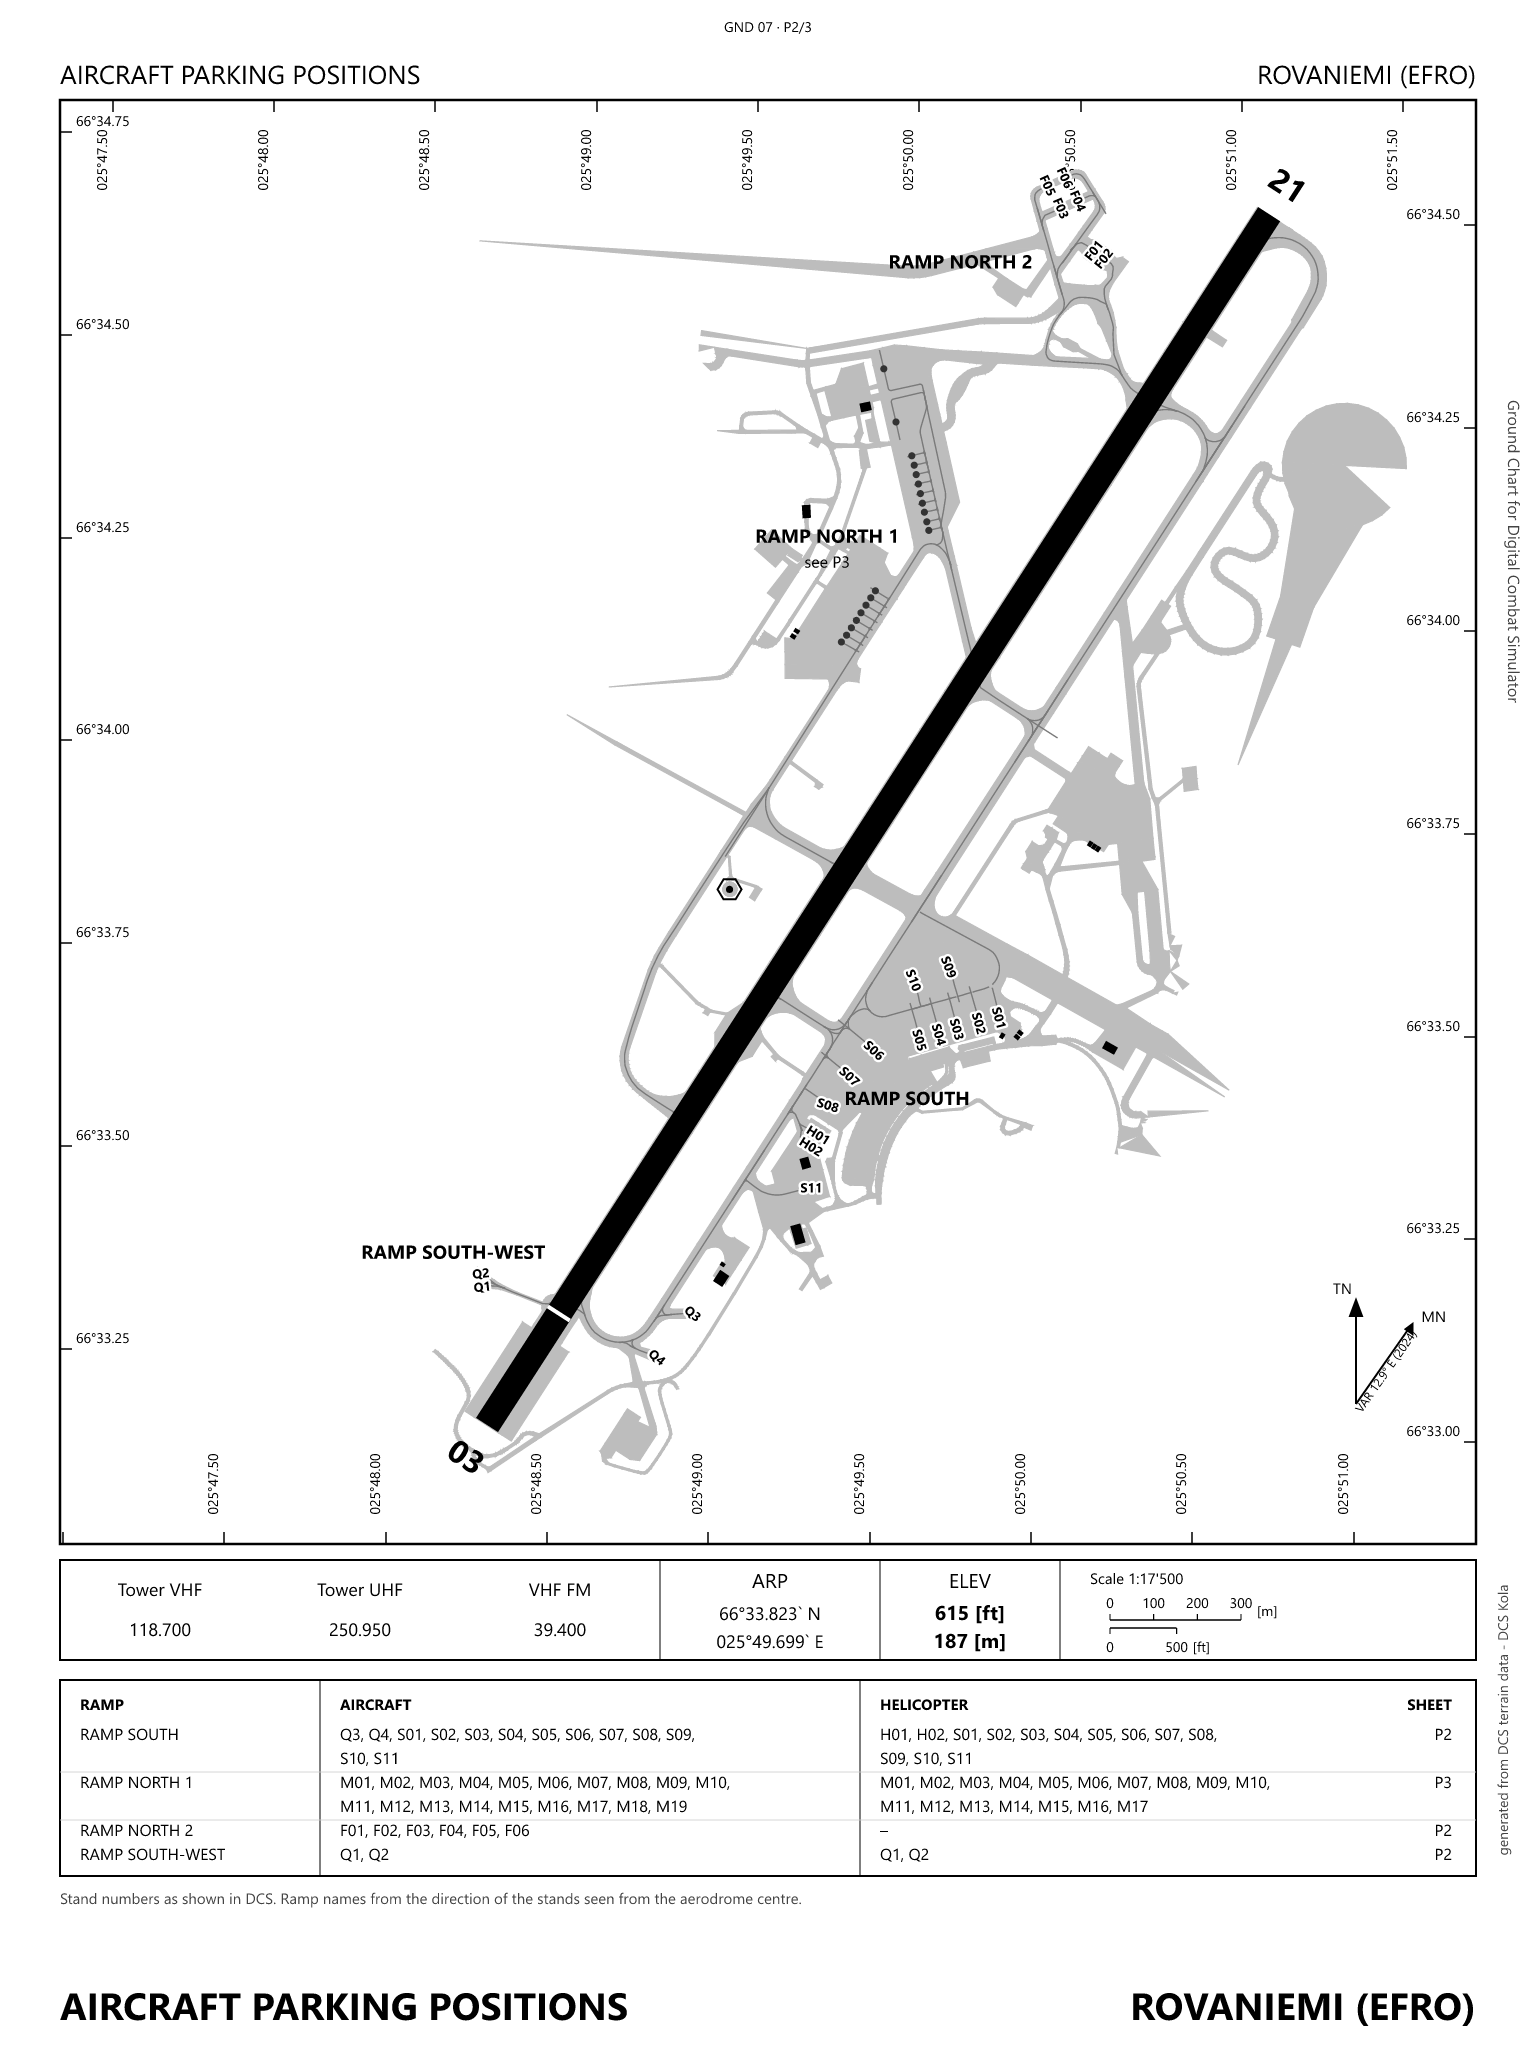 GND 07 · P2/3
AIRCRAFT PARKING POSITIONS
ROVANIEMI (EFRO)
66°34.75
025°47.50
025°48.00
025°48.50
025°49.00
025°49.50
025°50.00
025°50.50
025°51.00
025°51.50
21
F06
F05
F04
F03
66°34.50
F01
F02
RAMP NORTH 2
66°34.50
66°34.25
66°34.25
RAMP NORTH 1
see P3
66°34.00
66°34.00
66°33.75
66°33.75
S09
S10
S01
S02
S03
S04
S05
66°33.50
S06
S07
RAMP SOUTH
S08
66°33.50
H01
H02
S11
66°33.25
RAMP SOUTH-WEST
Q2
Q1
Q3
TN
MN
VAR 12.9° E (2024)
66°33.25
Q4
66°33.00
03
025°47.50
025°48.00
025°48.50
025°49.00
025°49.50
025°50.00
025°50.50
025°51.00
Ground Chart for Digital Combat Simulator
Tower VHF
118.700
Tower UHF
250.950
VHF FM
39.400
ARP
66°33.823` N
025°49.699` E
ELEV
615 [ft]
187 [m]
Scale 1:17'500
0 100 200 300 [m]
0 500 [ft]
generated from DCS terrain data - DCS Kola
RAMP AIRCRAFT HELICOPTER SHEET
RAMP SOUTH Q3, Q4, S01, S02, S03, S04, S05, S06, S07, S08, S09, H01, H02, S01, S02, S03, S04, S05, S06, S07, S08, P2
S10, S11 S09, S10, S11
RAMP NORTH 1 M01, M02, M03, M04, M05, M06, M07, M08, M09, M10, M01, M02, M03, M04, M05, M06, M07, M08, M09, M10, P3
M11, M12, M13, M14, M15, M16, M17, M18, M19 M11, M12, M13, M14, M15, M16, M17
RAMP NORTH 2 F01, F02, F03, F04, F05, F06 – P2
RAMP SOUTH-WEST Q1, Q2 Q1, Q2 P2
Stand numbers as shown in DCS. Ramp names from the direction of the stands seen from the aerodrome centre.
AIRCRAFT PARKING POSITIONS
ROVANIEMI (EFRO)